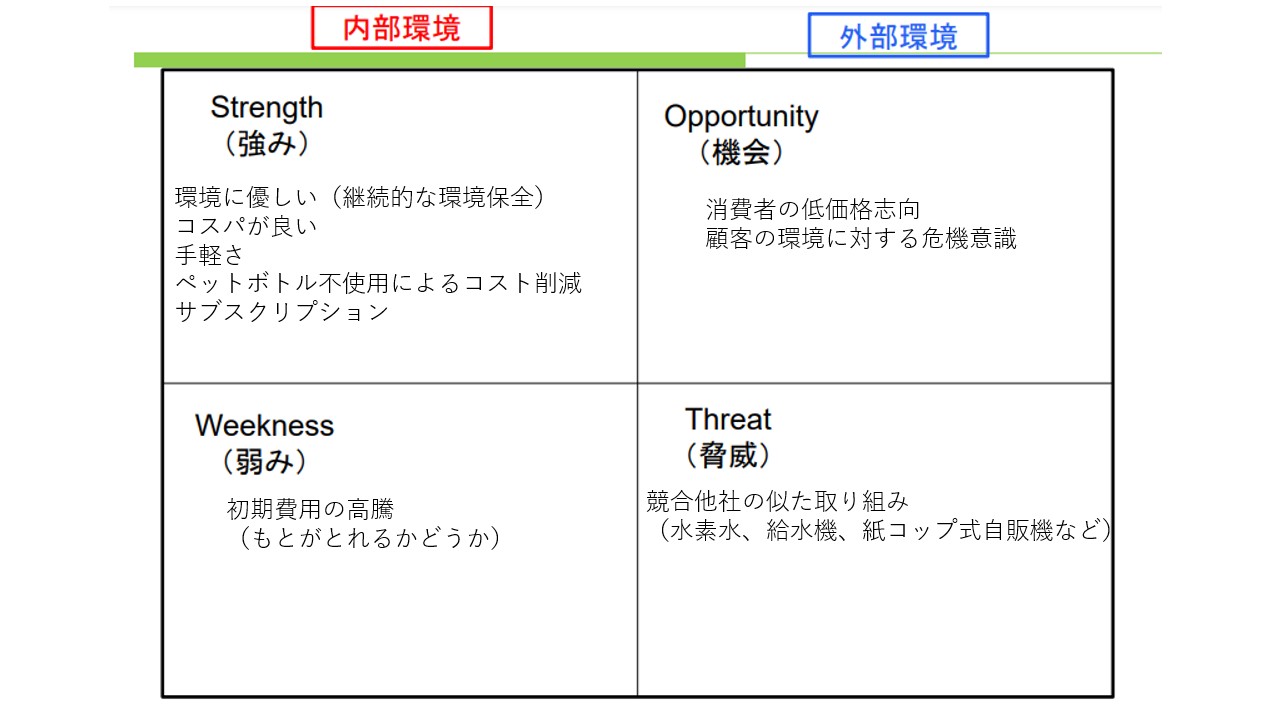 内部環境
外部環境
Strength
（強み）
環境に優しい（継続的な環境保全）
コスパが良い
手軽さ
ペットボトル不使用によるコスト削減
サブスクリプション
Opportunity
（機会）
消費者の低価格志向
顧客の環境に対する危機意識
Weekness
（弱み）
初期費用の高騰
（もとがとれるかどうか）
Threat
（脅威）
競合他社の似た取り組み
（水素水、給水機、紙コップ式自販機など）